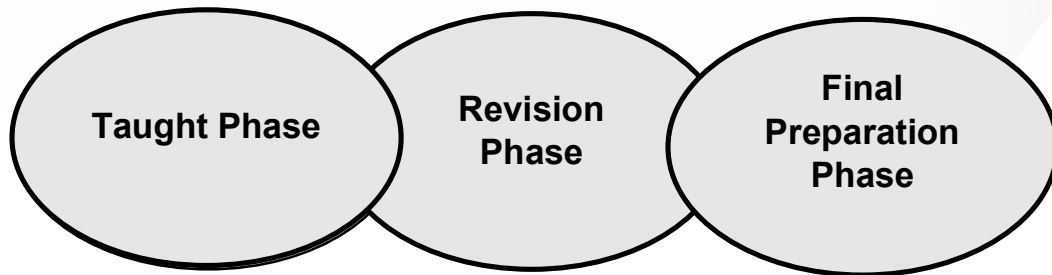 Taught Phase
Revision
Phase
Final
Preparation
Phase